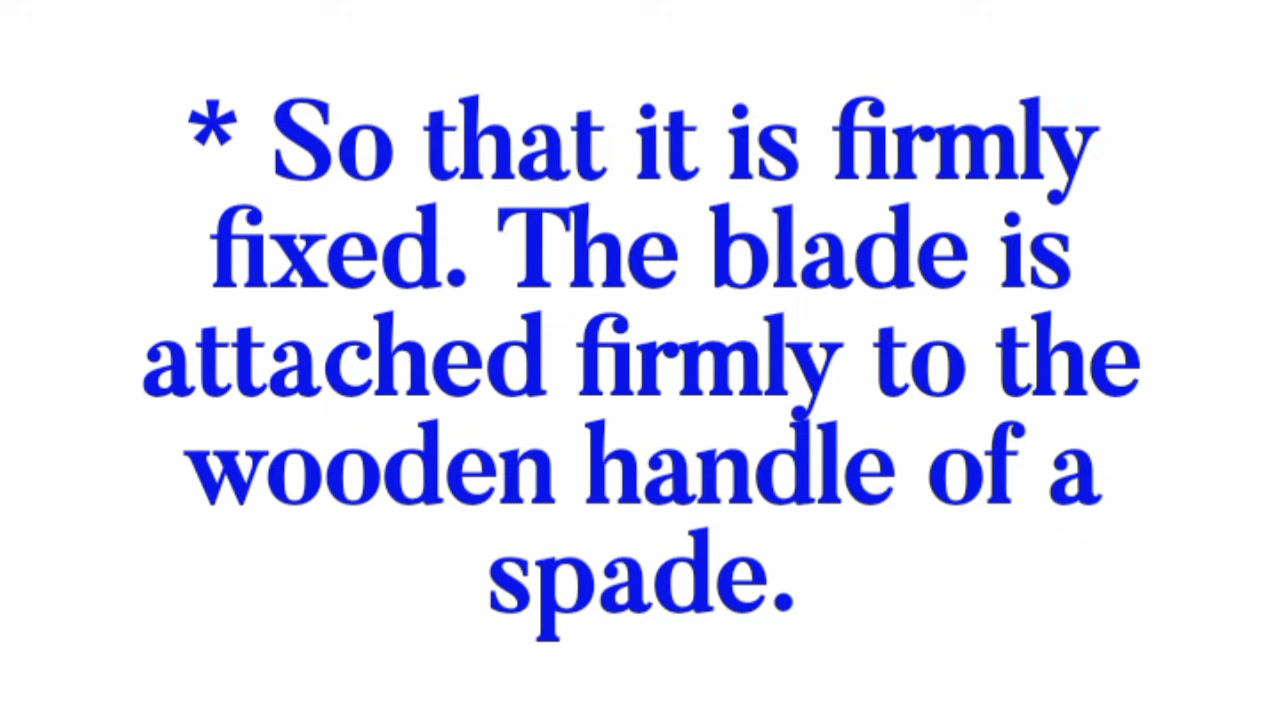 * So that it is firmly
fixed. The blade is
attached firmly to the
wooden handle of a
spade.